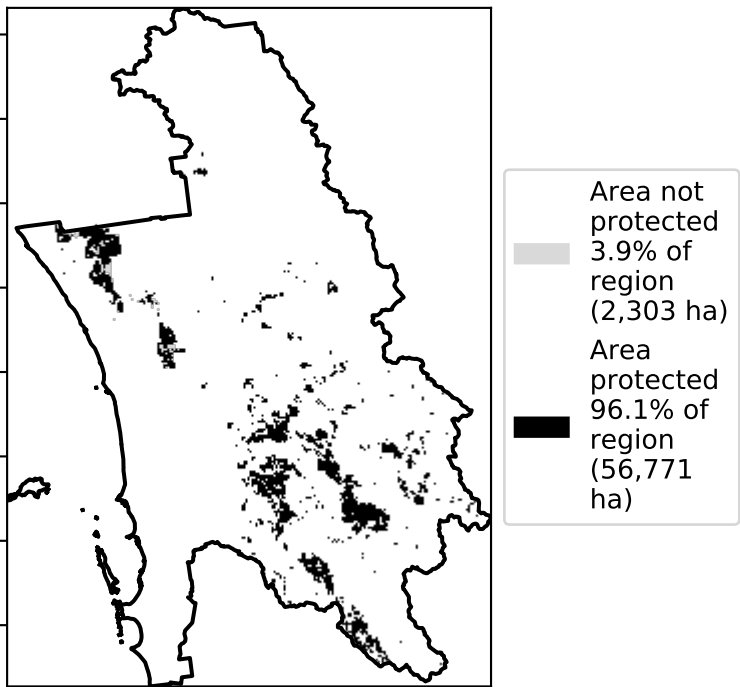 Area not
protected
3.9% of
region
(2,303 ha)
Area
protected
96.1% of
region
(56,771
ha)